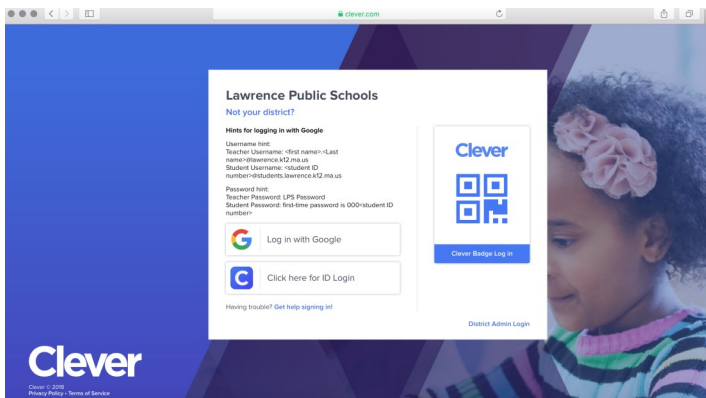 clever.com
Lawrence Public Schools
Not your district?
Hints for logging in with Google
Username hint:
Teacher Username: <first name>.<Last
name>@lawrence.k12.ma.us
Student Username: <student ID
number>@students.lawrence.k12.ma.us
Password hint:
Teacher Password: LPS Password
Student Password: first-time password is 000<student ID
number>
Log in with Google
Click here for ID Login
Having trouble? Get help signing in!
Clever
Clever Badge Log in
District Admin Login
Clever
Clever © 2018
Privacy Policy - Terms of Service